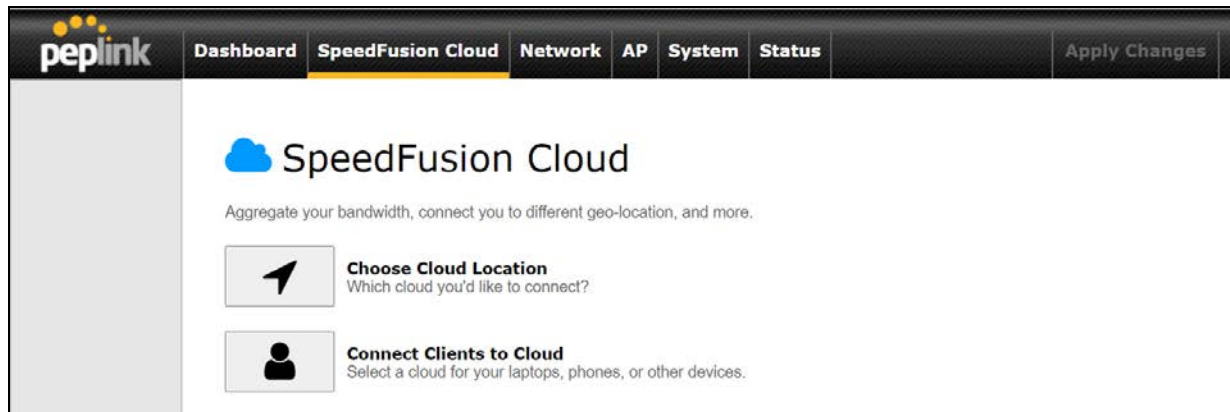 peplink
Dashboard SpeedFusion Cloud Network AP System Status Apply Changes
SpeedFusion Cloud
Aggregate your bandwidth, connect you to different geo-location, and more.
Choose Cloud Location
Which cloud you'd like to connect?
Connect Clients to Cloud
Select a cloud for your laptops, phones, or other devices.